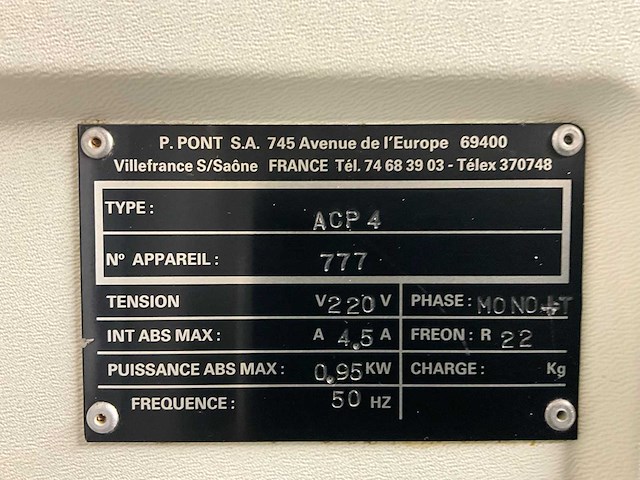 P. PONT S.A. 745 Avenue de l'Europe 69400
Villefranche S/Saône FRANCE Tél. 74 68 39 03 - Télex 370748
TYPE : ACP 4
Nº APPAREIL : 777
TENSION V 220 V PHASE : MONO+T
INT ABS MAX : A 4,5 A FREON : R 22
PUISSANCE ABS MAX : 0,95 KW CHARGE : Kg
FREQUENCE : 50 HZ